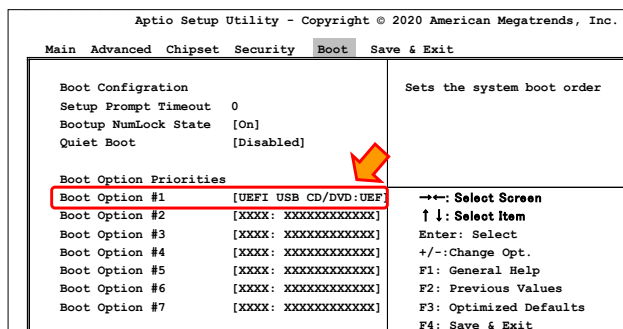 Aptio Setup Utility - Copyright © 2020 American Megatrends, Inc.
Main Advanced Chipset Security Boot Save & Exit
Boot Configration
Setup Prompt Timeout 0
Bootup NumLock State [On]
Quiet Boot [Disabled]
Boot Option Priorities
Boot Option #1 [UEFI USB CD/DVD:UEF]
Boot Option #2 [XXXX: XXXXXXXXXXXX]
Boot Option #3 [XXXX: XXXXXXXXXXXX]
Boot Option #4 [XXXX: XXXXXXXXXXXX]
Boot Option #5 [XXXX: XXXXXXXXXXXX]
Boot Option #6 [XXXX: XXXXXXXXXXXX]
Boot Option #7 [XXXX: XXXXXXXXXXXX]
Sets the system boot order
→←: Select Screen
↑↓: Select Item
Enter: Select
+/-:Change Opt.
F1: General Help
F2: Previous Values
F3: Optimized Defaults
F4: Save & Exit